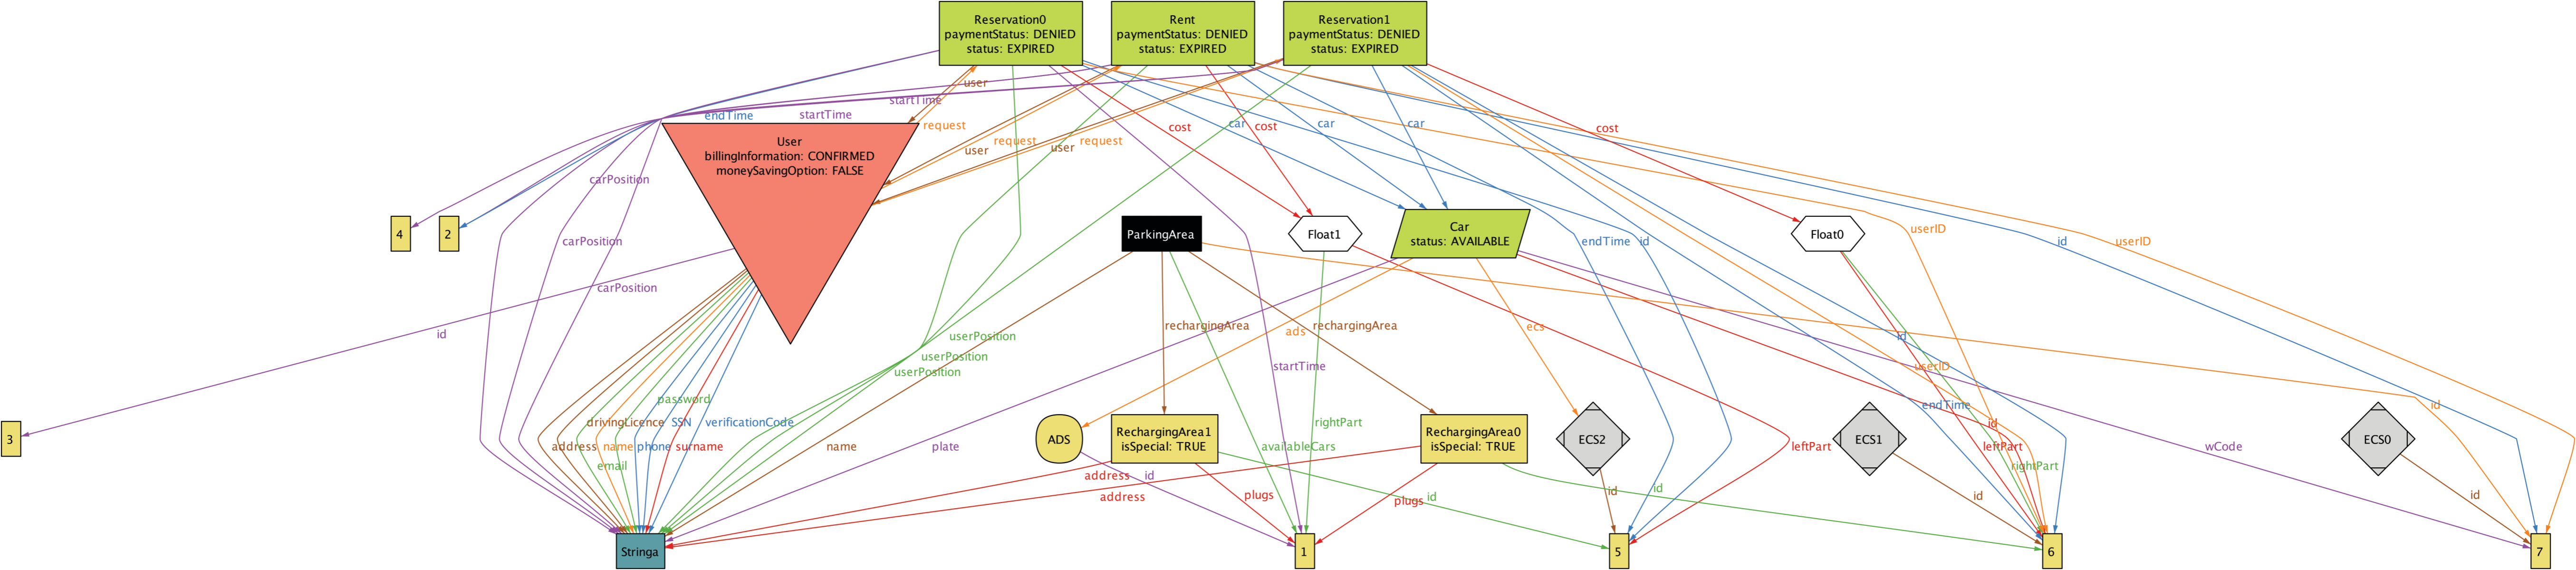 Reservation0
paymentStatus: DENIED
status: EXPIRED
Rent
paymentStatus: DENIED
status: EXPIRED
Reservation1
paymentStatus: DENIED
status: EXPIRED
user
startTime
endTime
startTime
request
user
request
user
request
cost
cost
car
car
car
cost
User
billingInformation: CONFIRMED
moneySavingOption: FALSE
carPosition
carPosition
carPosition
4
2
ParkingArea
Float1
Car
status: AVAILABLE
Float0
endTime
id
userID
id
userID
id
rechargingArea
rechargingArea
ads
ecs
userPosition
userPosition
userPosition
startTime
id
userID
password
drivingLicence
SSN
verificationCode
address
name
phone
surname
email
name
plate
availableCars
rightPart
leftPart
endTime
id
leftPart
rightPart
wCode
id
3
ADS
RechargingArea1
isSpecial: TRUE
RechargingArea0
isSpecial: TRUE
ECS2
ECS1
ECS0
address
id
address
plugs
id
plugs
id
id
id
id
Stringa
1
5
6
7